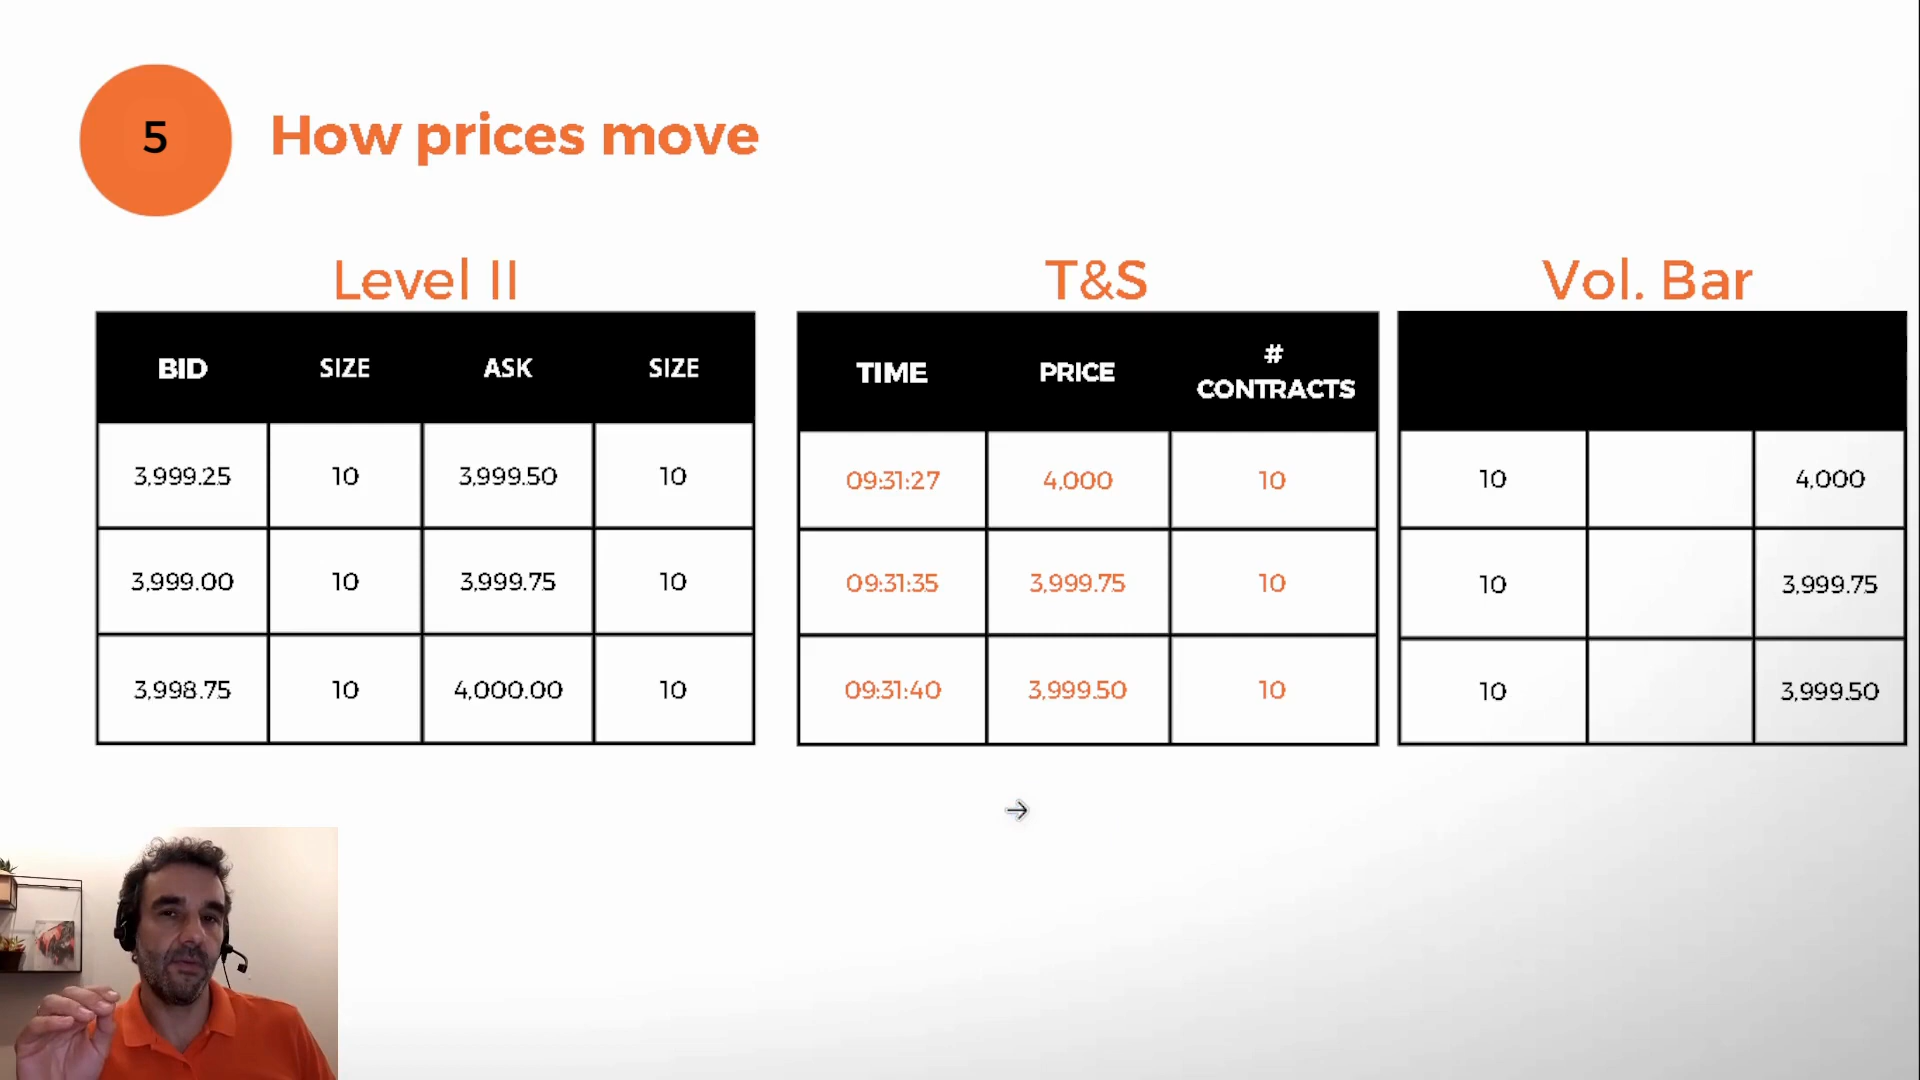 5
How prices move
Level II
BID SIZE ASK SIZE
3,999.25 10 3,999.50 10
3,999.00 10 3,999.75 10
3,998.75 10 4,000.00 10
T&S
TIME PRICE # CONTRACTS
09:31:27 4,000 10
09:31:35 3,999.75 10
09:31:40 3,999.50 10
Vol. Bar
10 4,000
10 3,999.75
10 3,999.50